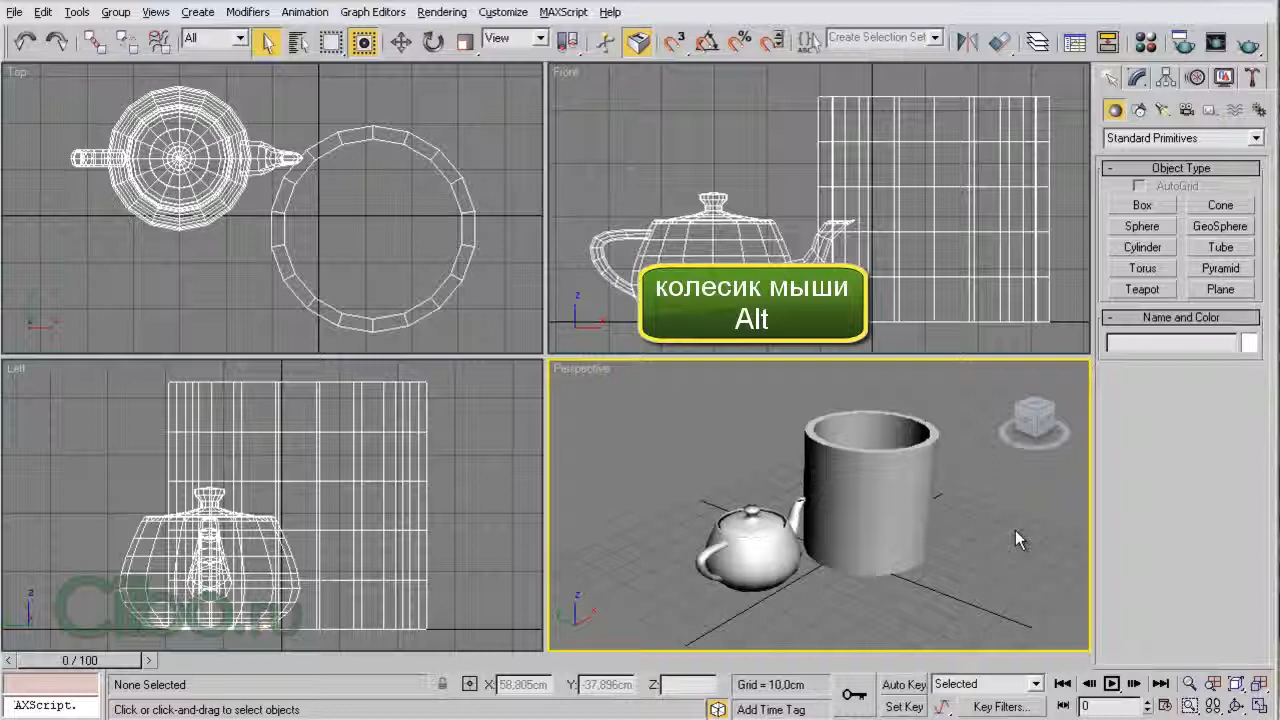 File Edit Tools Group Views Create Modifiers Animation Graph Editors Rendering Customize MAXScript Help
All
View
Create Selection Set
Top
Front
Standard Primitives
- Object Type
AutoGrid
Box Cone
Sphere GeoSphere
Cylinder Tube
Torus Pyramid
Teapot Plane
- Name and Color
колесик мыши
Alt
Left
Perspective
0 / 100
None Selected
X: 58,805cm Y: -37,896cm Z:
Grid = 10,0cm
Auto Key Selected
AXScript.
Click or click-and-drag to select objects
Add Time Tag
Set Key Key Filters...
0